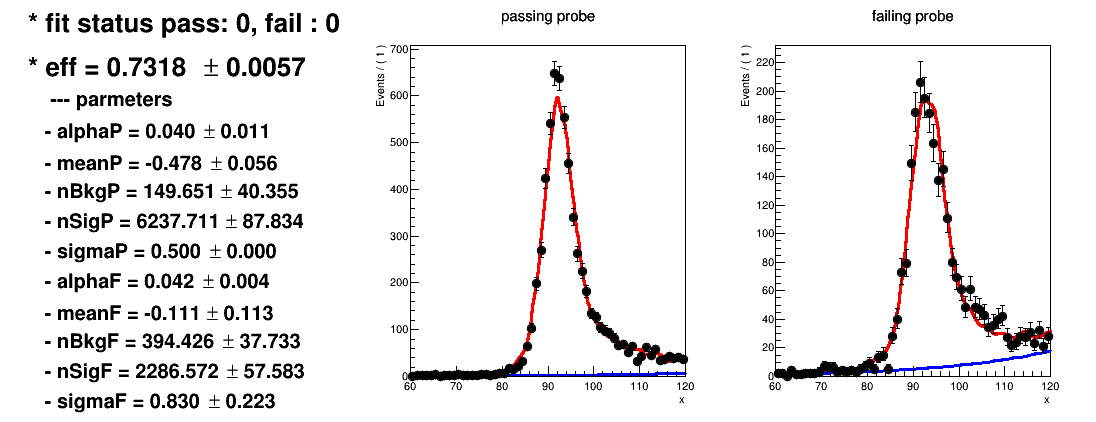 * fit status pass: 0, fail : 0
* eff = 0.7318 ± 0.0057
--- parmeters
- alphaP = 0.040 ± 0.011
- meanP = -0.478 ± 0.056
- nBkgP = 149.651 ± 40.355
- nSigP = 6237.711 ± 87.834
- sigmaP = 0.500 ± 0.000
- alphaF = 0.042 ± 0.004
- meanF = -0.111 ± 0.113
- nBkgF = 394.426 ± 37.733
- nSigF = 2286.572 ± 57.583
- sigmaF = 0.830 ± 0.223
passing probe
Events / ( 1 )
700
600
500
400
300
200
100
0
60 70 80 90 100 110 120
x
failing probe
Events / ( 1 )
220
200
180
160
140
120
100
80
60
40
20
0
60 70 80 90 100 110 120
x